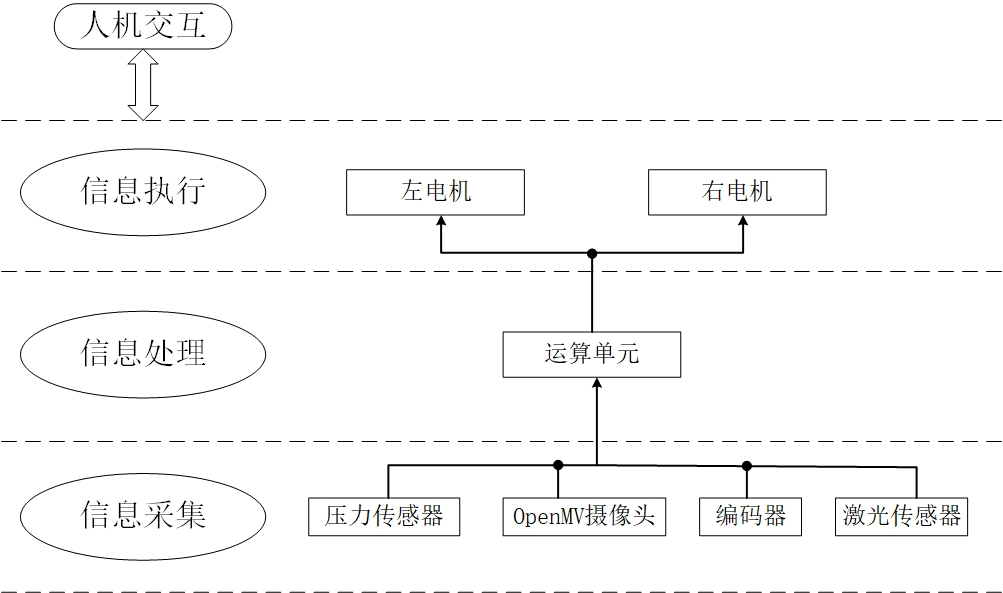 人机交互
信息执行
左电机
右电机
信息处理
运算单元
信息采集
压力传感器
OpenMV摄像头
编码器
激光传感器